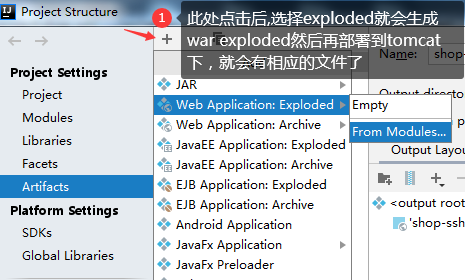 Project Structure
1
此处点击后,选择exploded就会生成
war exploded然后再部署到tomcat
下，就会有相应的文件了
Project Settings
Project
Modules
Libraries
Facets
Artifacts
Platform Settings
SDKs
Global Libraries
JAR
Web Application: Exploded
Web Application: Archive
JavaEE Application: Exploded
JavaEE Application: Archive
EJB Application: Exploded
EJB Application: Archive
Android Application
JavaFx Application
JavaFx Preloader
Empty
From Modules...
Name:
shop-
Output direc
Output Layou
<output root
'shop-ssh